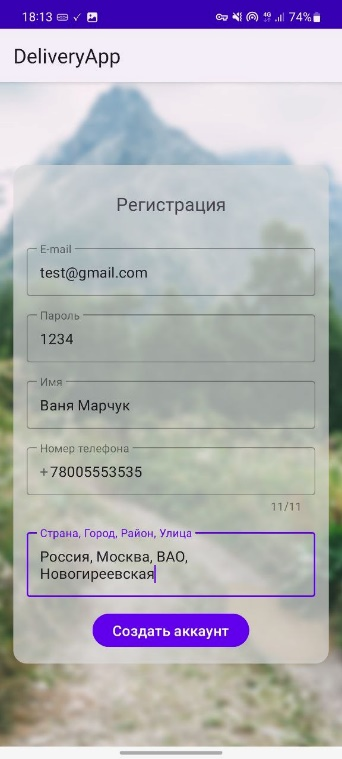 18:13 74%
DeliveryApp
Регистрация
E-mail
test@gmail.com
Пароль
1234
Имя
Ваня Марчук
Номер телефона
+78005553535
11/11
Страна, Город, Район, Улица
Россия, Москва, ВАО,
Новогиреевская
Создать аккаунт